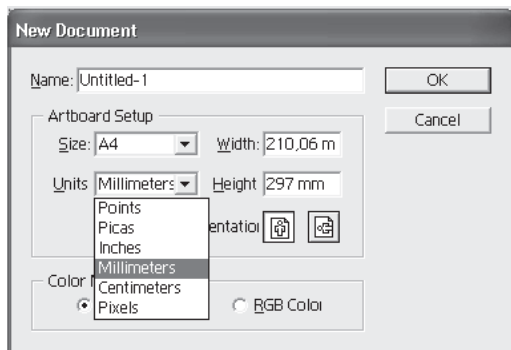 New Document
Name: Untitled-1
OK
Artboard Setup
Cancel
Size: A4
Width: 210,06 m
Units Millimeters
Height 297 mm
Points
Picas
entation
Inches
Millimeters
Color
Centimeters
Pixels
RGB Color